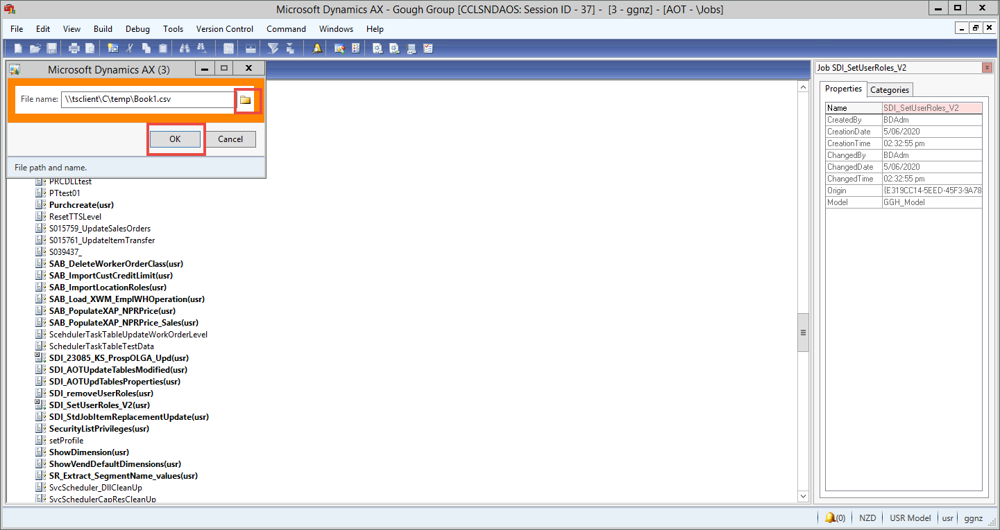 Microsoft Dynamics AX - Gough Group [CCLSNDAOS: Session ID - 37] -  [3 - ggnz] - [AOT - \Jobs]
File Edit View Build Debug Tools Version Control Command Windows Help
Microsoft Dynamics AX (3)
File name: \\tsclient\C\temp\Book1.csv
OK Cancel
File path and name.
PRCDLLtest
PTtest01
Purchcreate(usr)
ResetTTSLevel
S015759_UpdateSalesOrders
S015761_UpdateItemTransfer
S039437_
SAB_DeleteWorkerOrderClass(usr)
SAB_ImportCustCreditLimit(usr)
SAB_ImportLocationRoles(usr)
SAB_Load_XWM_EmplWHOperation(usr)
SAB_PopulateXAP_NPRPrice(usr)
SAB_PopulateXAP_NPRPrice_Sales(usr)
ScehdulerTaskTableUpdateWorkOrderLevel
SchedulerTaskTableTestData
SDI_23085_KS_ProspOLGA_Upd(usr)
SDI_AOTUpdateTablesModified(usr)
SDI_AOTUpdTablesProperties(usr)
SDI_removeUserRoles(usr)
SDI_SetUserRoles_V2(usr)
SDI_StdJobItemReplacementUpdate(usr)
SecurityListPrivileges(usr)
setProfile
ShowDimension(usr)
ShowVendDefaultDimensions(usr)
SR_Extract_SegmentName_values(usr)
SvcScheduler_DllCleanUp
SvcSchedulerCapResCleanUp
Job SDI_SetUserRoles_V2
Properties Categories
Name SDI_SetUserRoles_V2
CreatedBy BDAdm
CreationDate 5/06/2020
CreationTime 02:32:55 pm
ChangedBy BDAdm
ChangedDate 5/06/2020
ChangedTime 02:32:55 pm
Origin {E319CC14-5EED-45F3-9A78
Model GGH_Model
(0) NZD USR Model usr ggnz